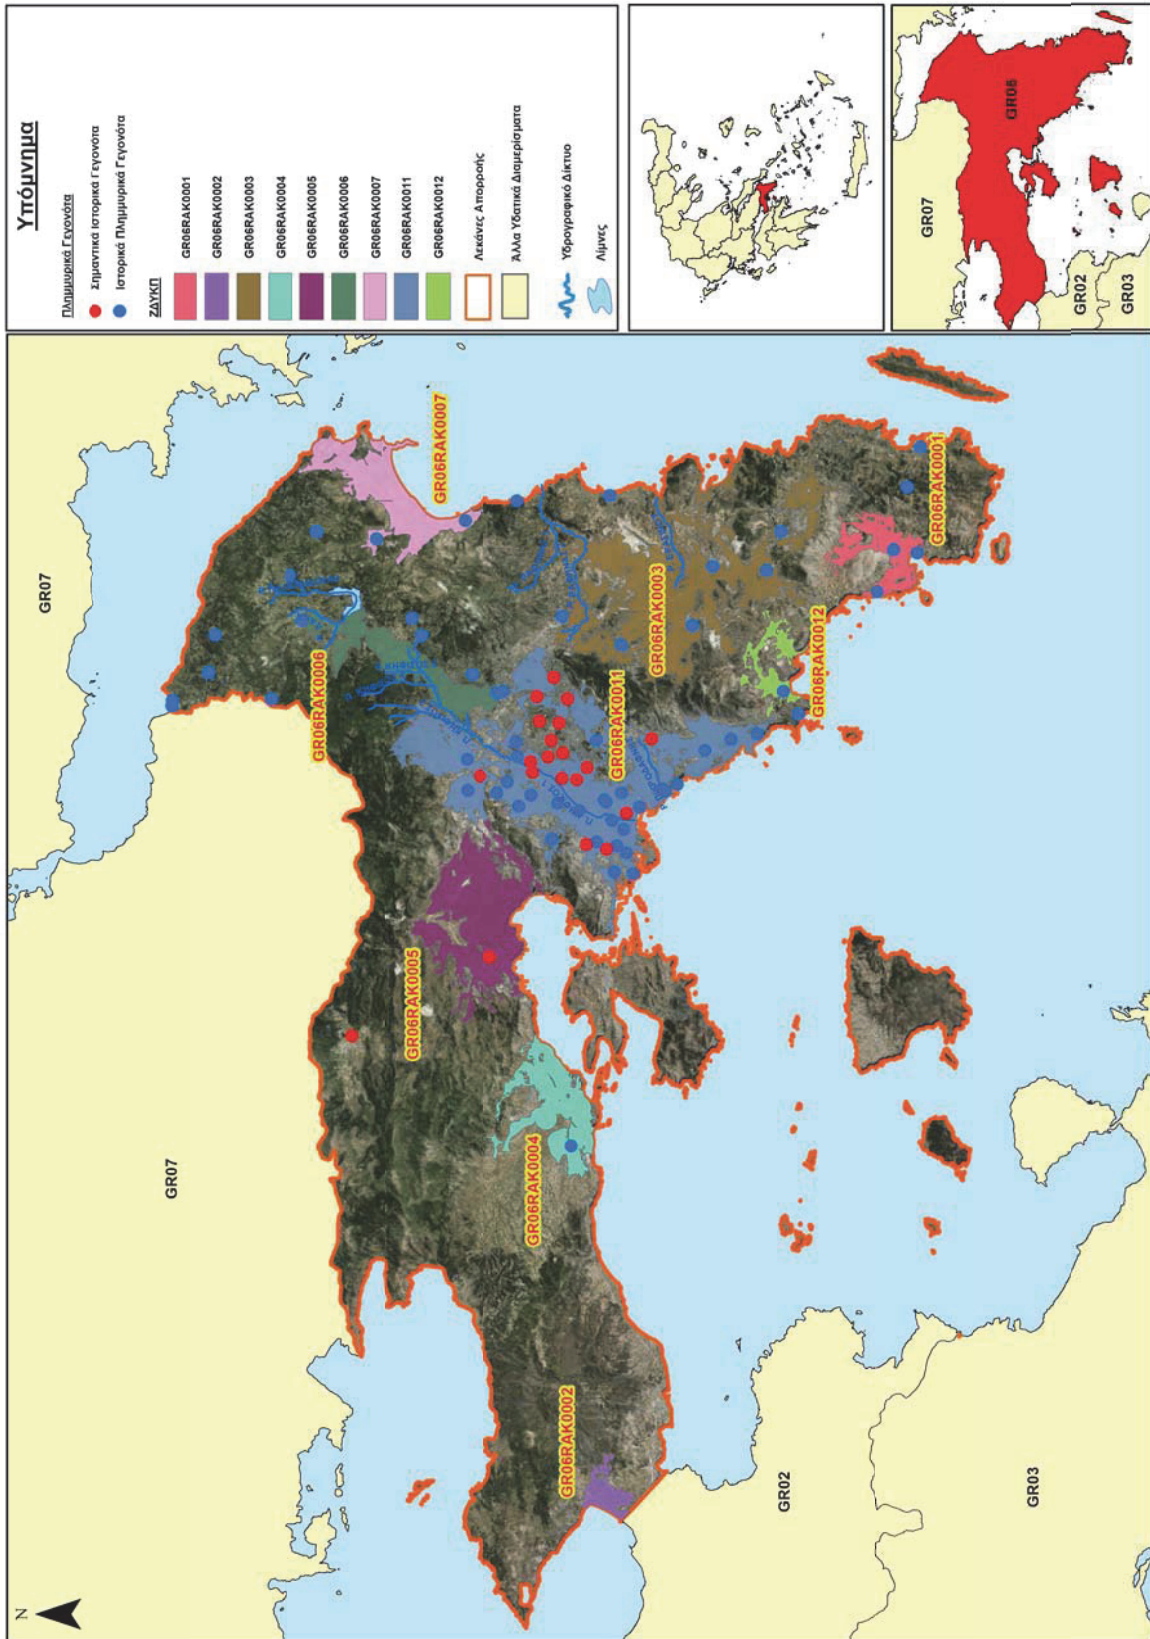 Υπόμνημα
Πλημμυρικά Γεγονότα
Σημαντικά Ιστορικά Γεγονότα
Ιστορικά Πλημμυρικά Γεγονότα
ΖΔΥΚΠ
GR06RAK0001
GR06RAK0002
GR06RAK0003
GR06RAK0004
GR06RAK0005
GR06RAK0006
GR06RAK0007
GR06RAK0011
GR06RAK0012
Λεκάνες Απορροής
Άλλα Υδατικά Διαμερίσματα
Υδρογραφικό Δίκτυο
Λίμνες
N
GR07
GR07
GR02
GR03
GR06RAK0002
GR06RAK0004
GR06RAK0005
GR06RAK0006
GR06RAK0007
GR06RAK0011
GR06RAK0003
GR06RAK0012
GR06RAK0001
GR07
GR06
GR02
GR03